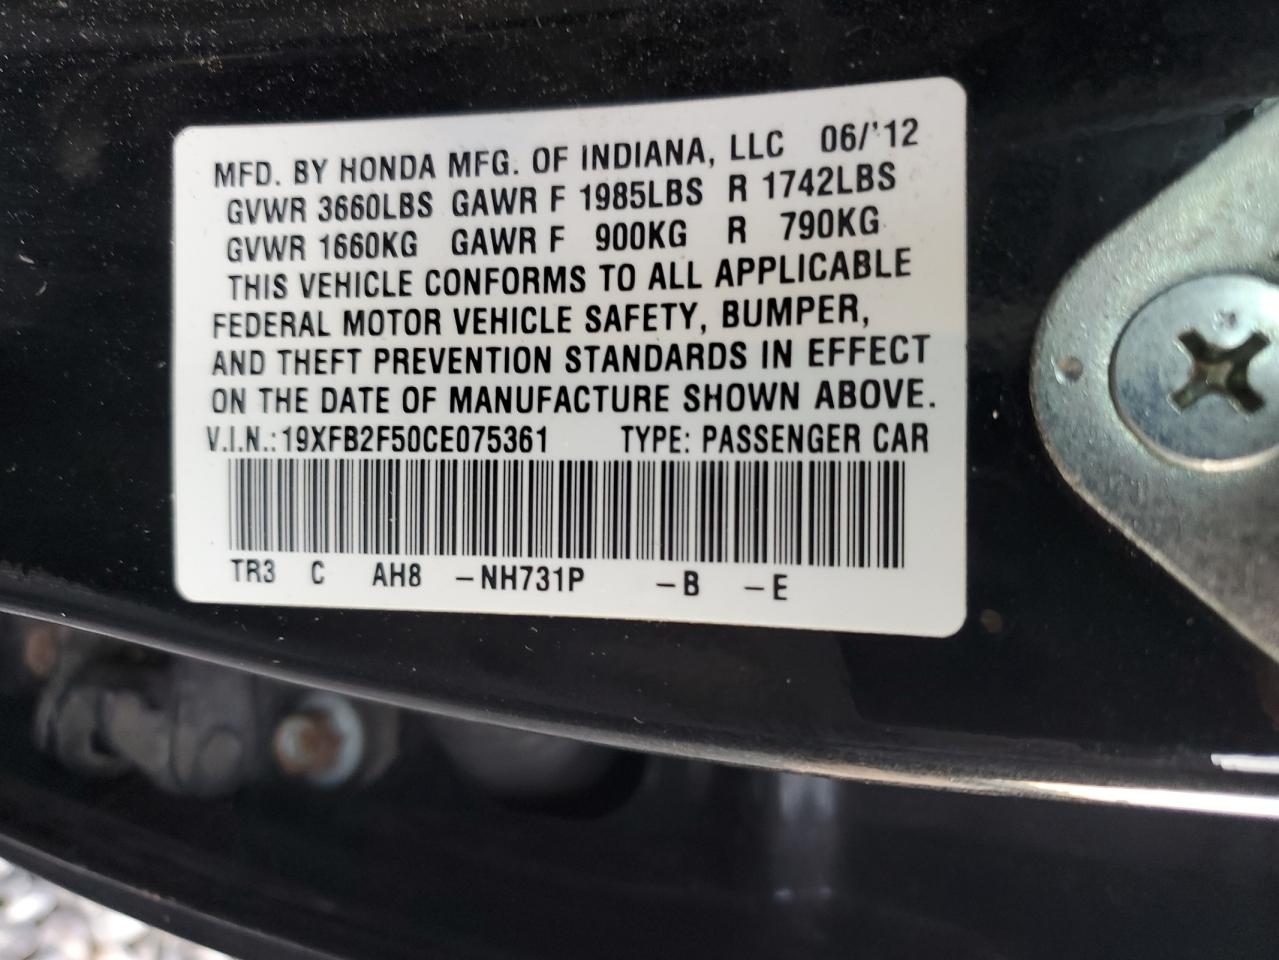 MFD. BY HONDA MFG. OF INDIANA, LLC 06/'12
GVWR 3660LBS GAWR F 1985LBS R 1742LBS
GVWR 1660KG GAWR F 900KG R 790KG
THIS VEHICLE CONFORMS TO ALL APPLICABLE
FEDERAL MOTOR VEHICLE SAFETY, BUMPER,
AND THEFT PREVENTION STANDARDS IN EFFECT
ON THE DATE OF MANUFACTURE SHOWN ABOVE.
V.I.N.: 19XFB2F50CE075361 TYPE: PASSENGER CAR
TR3 C AH8 -NH731P -B -E